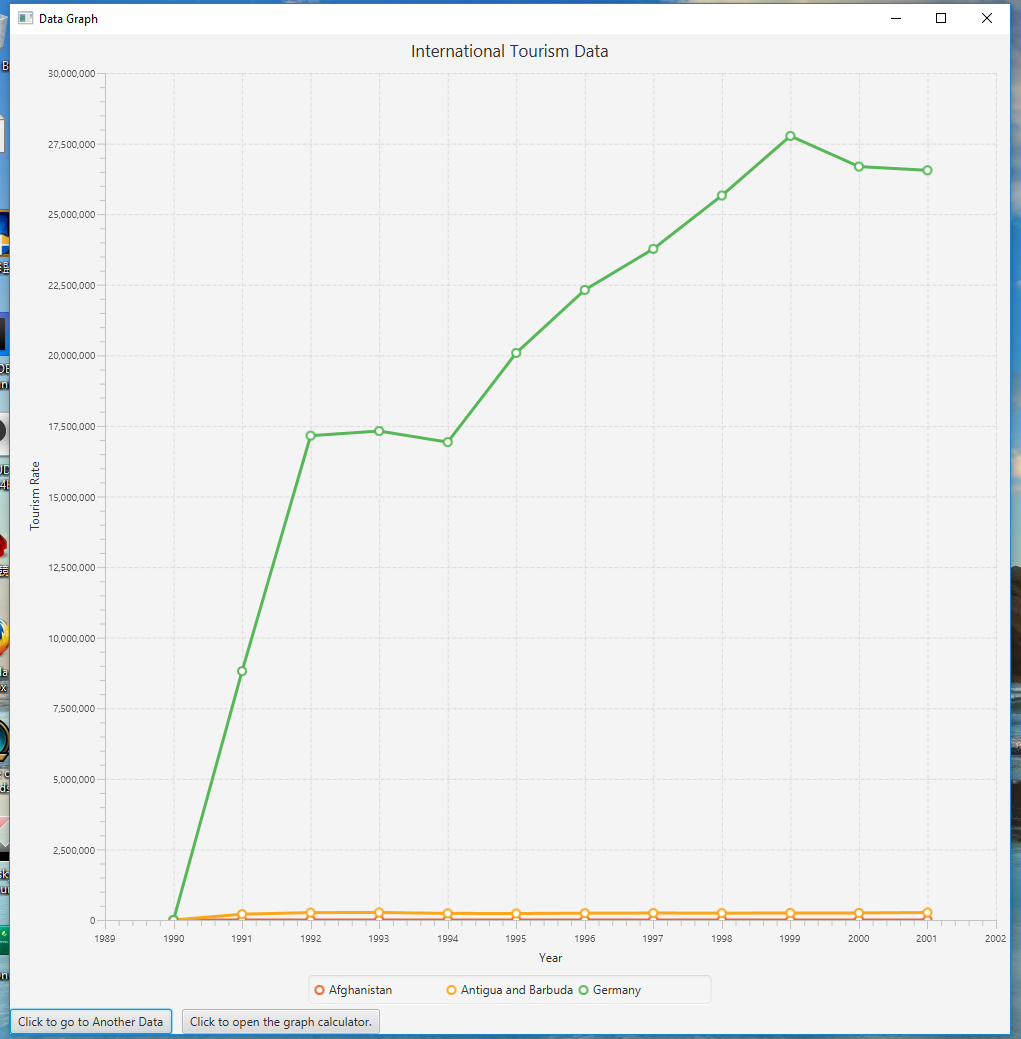 Data Graph
International Tourism Data
30,000,000
27,500,000
25,000,000
22,500,000
20,000,000
17,500,000
15,000,000
12,500,000
10,000,000
7,500,000
5,000,000
2,500,000
0
Tourism Rate
1989 1990 1991 1992 1993 1994 1995 1996 1997 1998 1999 2000 2001 2002
Year
Afghanistan Antigua and Barbuda Germany
Click to go to Another Data Click to open the graph calculator.